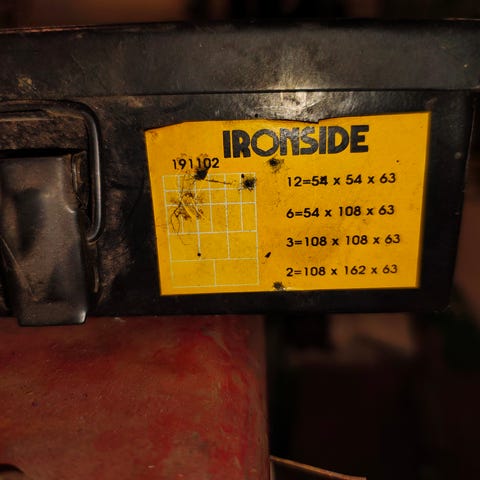 IRONSIDE
191102
12=54 x 54 x 63
6=54 x 108 x 63
3=108 x 108 x 63
2=108 x 162 x 63